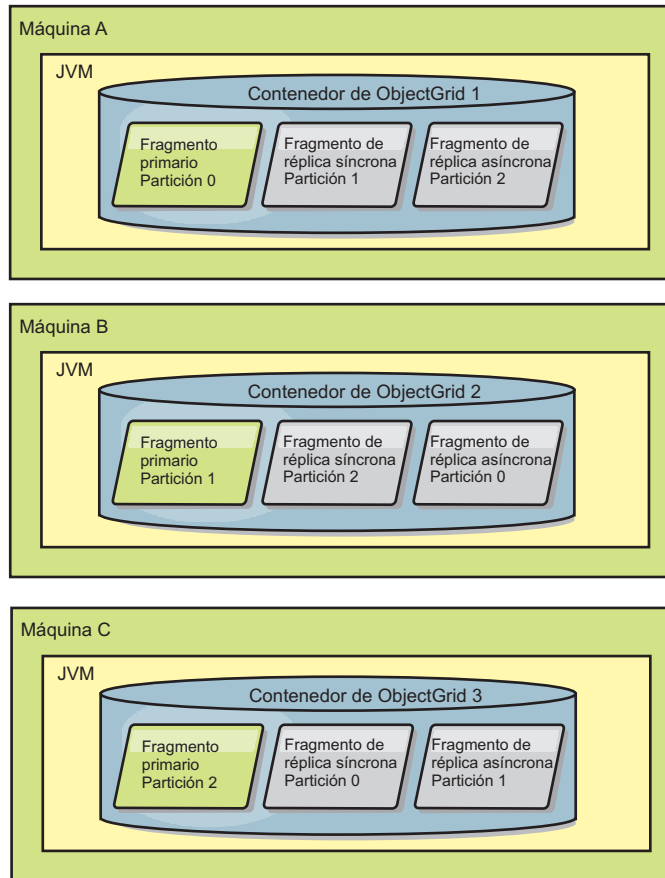 Máquina A
JVM
Contenedor de ObjectGrid 1
Fragmento
primario
Partición 0
Fragmento de
réplica síncrona
Partición 1
Fragmento de
réplica asíncrona
Partición 2
Máquina B
JVM
Contenedor de ObjectGrid 2
Fragmento
primario
Partición 1
Fragmento de
réplica síncrona
Partición 2
Fragmento de
réplica asíncrona
Partición 0
Máquina C
JVM
Contenedor de ObjectGrid 3
Fragmento
primario
Partición 2
Fragmento de
réplica síncrona
Partición 0
Fragmento de
réplica asíncrona
Partición 1